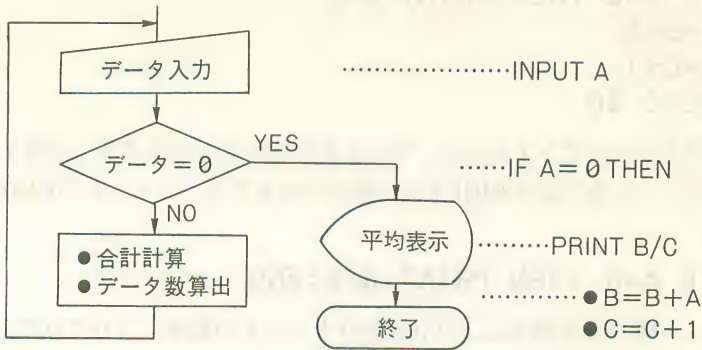 データ入力 ··················INPUT A
YES
データ=0 ······IF A=0 THEN
NO
平均表示 ·········PRINT B/C
●合計計算
●データ数算出 ············●B=B+A
終了 ●C=C+1